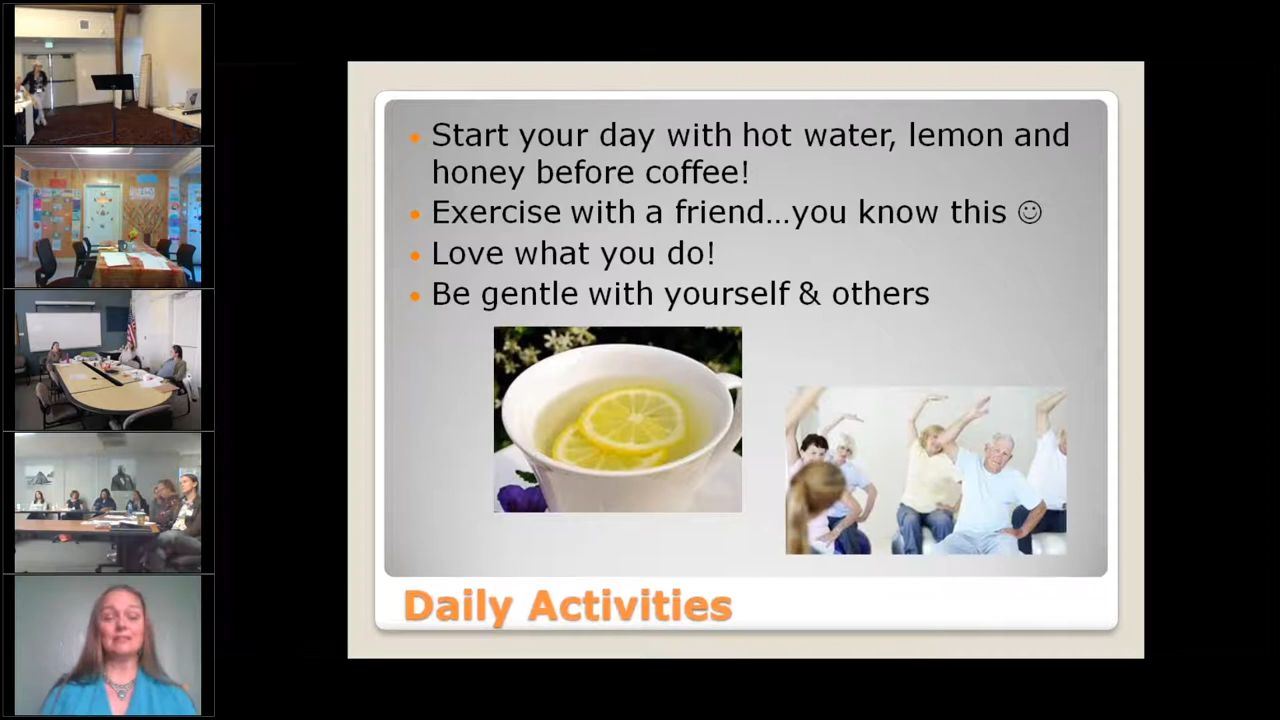 Start your day with hot water, lemon and
honey before coffee!
Exercise with a friend…you know this ☺
Love what you do!
Be gentle with yourself & others
Daily Activities